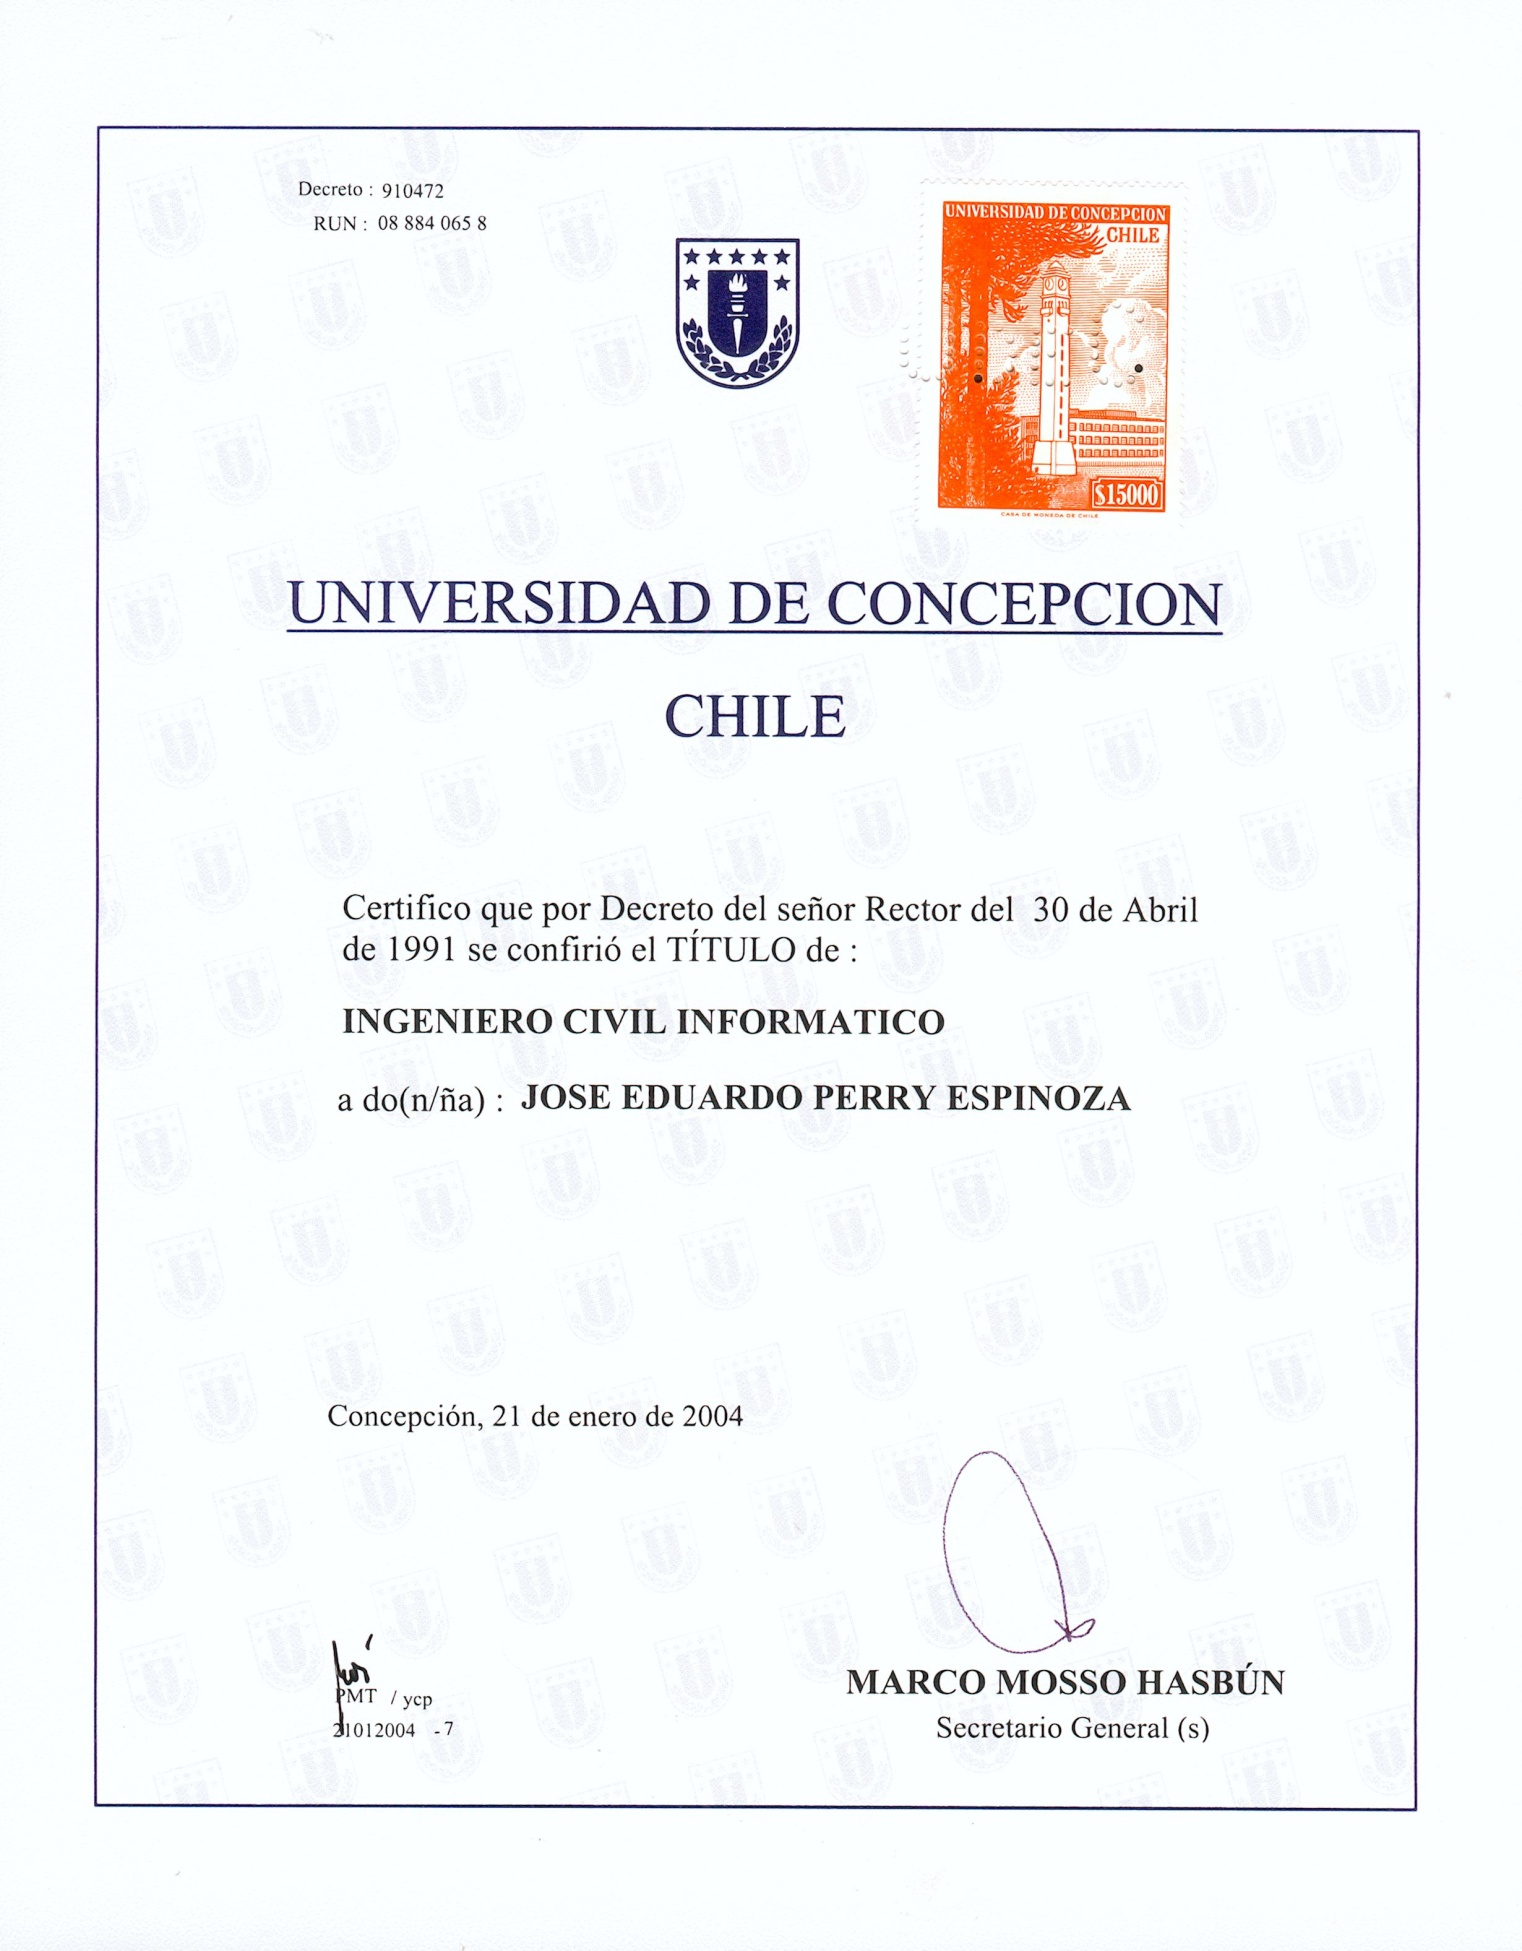 Decreto : 910472
RUN : 08 884 065 8
UNIVERSIDAD DE CONCEPCION
CHILE
$15000
CASA DE MONEDA DE CHILE
UNIVERSIDAD DE CONCEPCION
CHILE
Certifico que por Decreto del señor Rector del 30 de Abril
de 1991 se confirió el TÍTULO de :
INGENIERO CIVIL INFORMATICO
a do(n/ña) : JOSE EDUARDO PERRY ESPINOZA
Concepción, 21 de enero de 2004
PMT / ycp
21012004 -7
MARCO MOSSO HASBÚN
Secretario General (s)